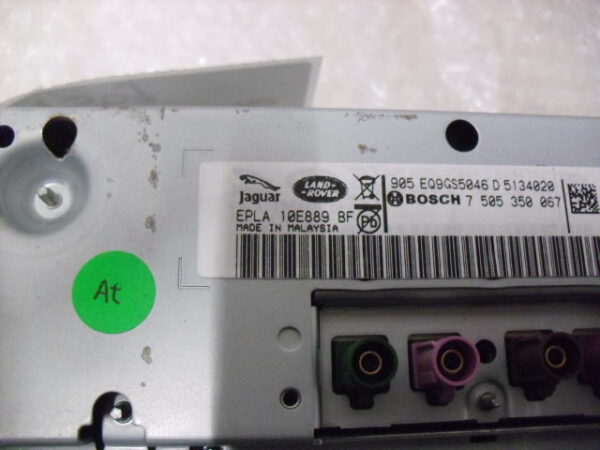 Jaguar
LAND-
-ROVER
EPLA 10E889 BF
MADE IN MALAYSIA
Pb
905 EQ9GS5046 D 5134020
BOSCH 7 505 350 067
At